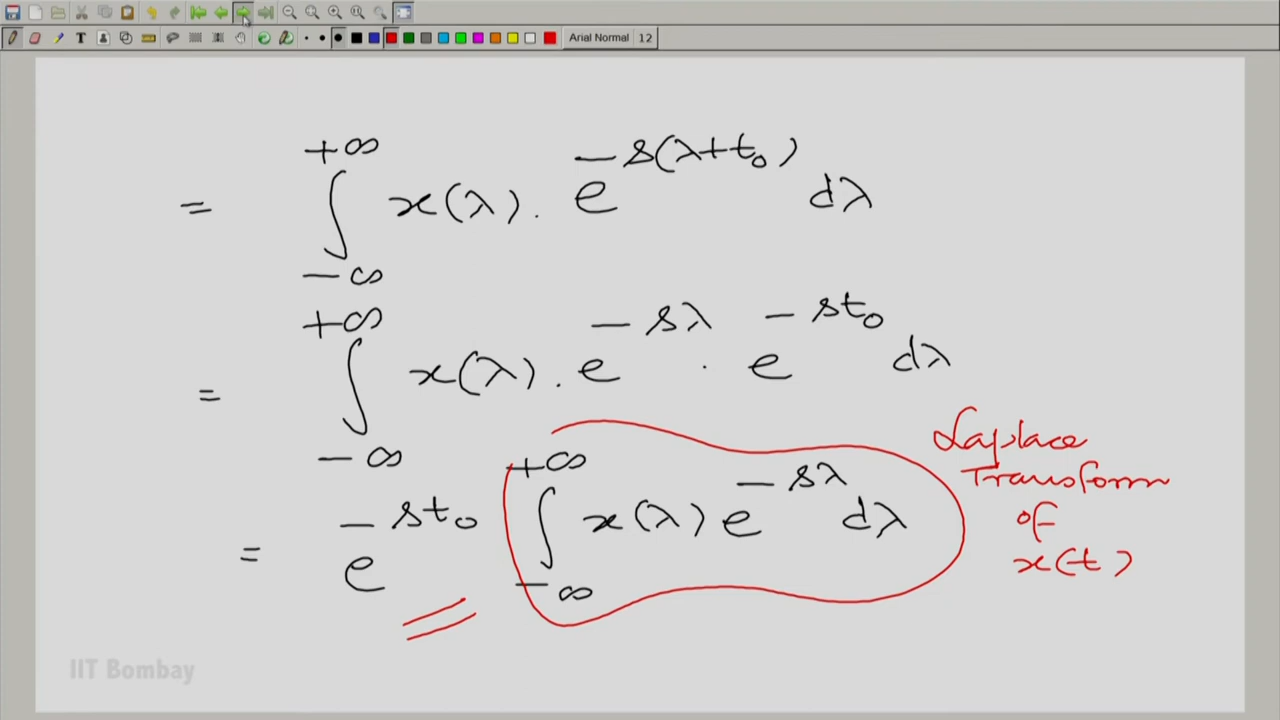 Arial Normal 12
= ∫_{-∞}^{+∞} x(λ). e^{-s(λ+t₀)} dλ
= ∫_{-∞}^{+∞} x(λ). e^{-sλ} . e^{-st₀} dλ
= e^{-st₀} ∫_{-∞}^{+∞} x(λ) e^{-sλ} dλ
Laplace
Transform
of
x(t)
IIT Bombay